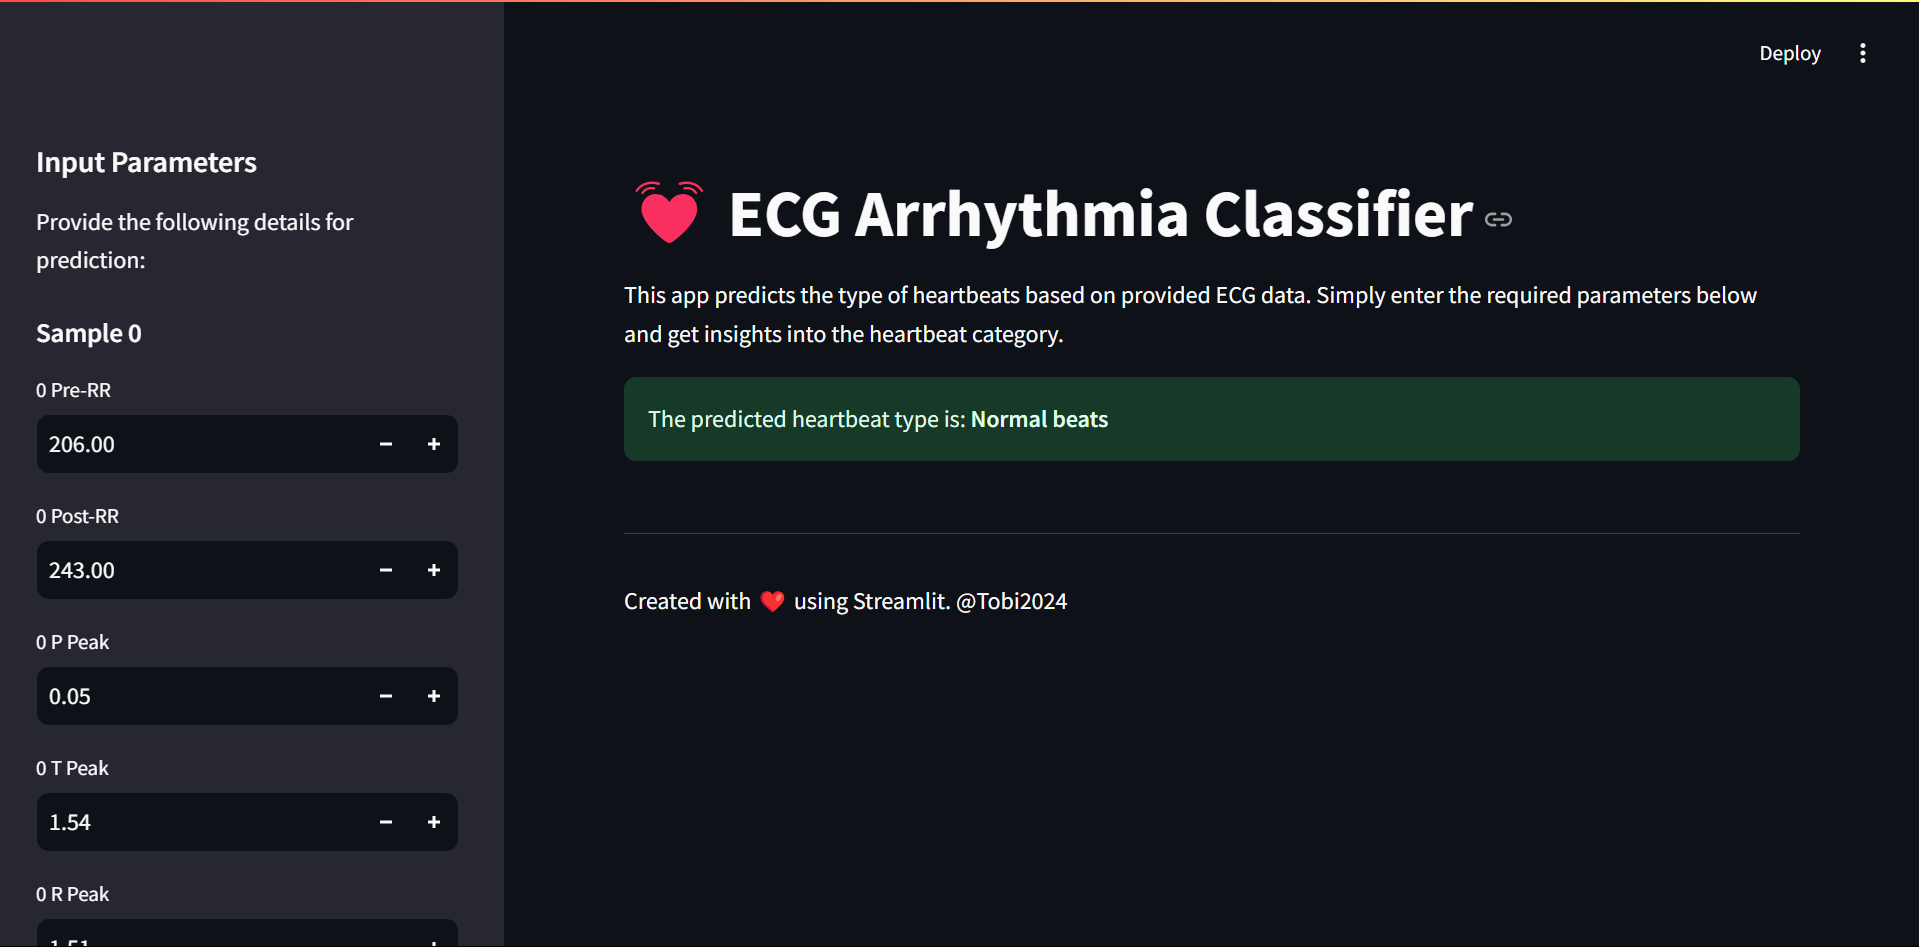 Deploy
Input Parameters
Provide the following details for
prediction:
Sample 0
0 Pre-RR
206.00
0 Post-RR
243.00
0 P Peak
0.05
0 T Peak
1.54
0 R Peak
ECG Arrhythmia Classifier
This app predicts the type of heartbeats based on provided ECG data. Simply enter the required parameters below
and get insights into the heartbeat category.
The predicted heartbeat type is: Normal beats
Created with ❤️ using Streamlit. @Tobi2024